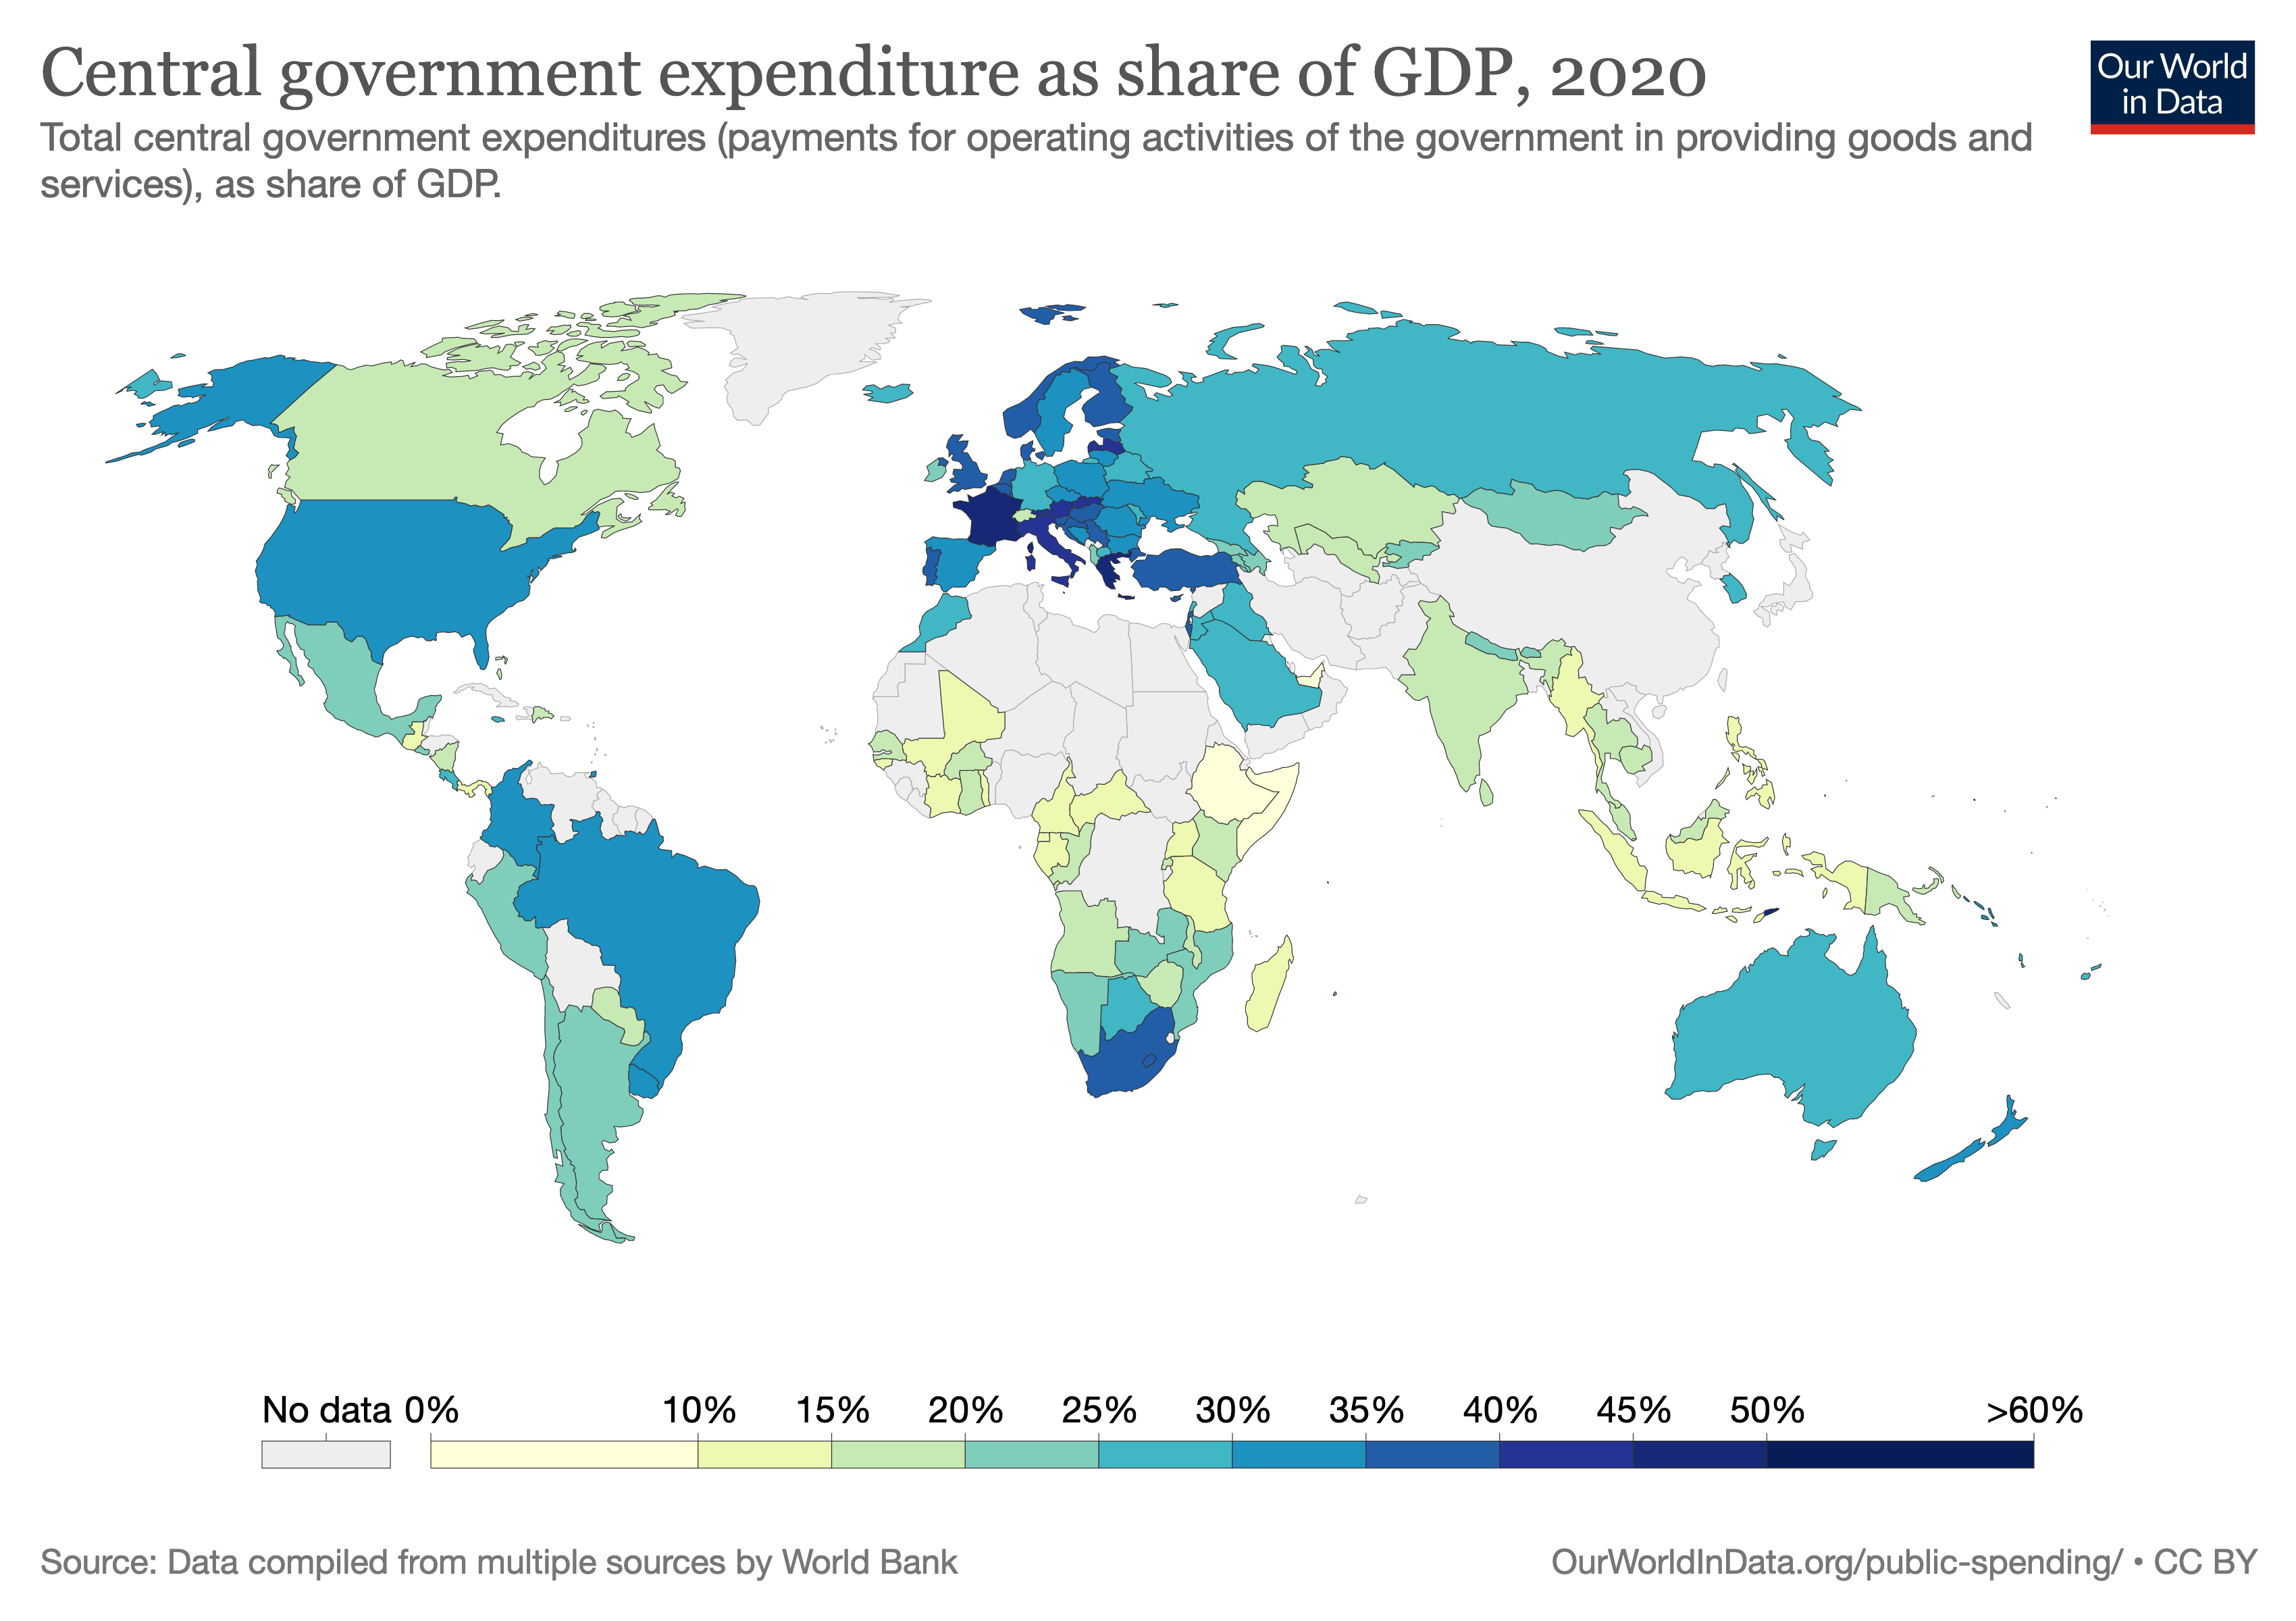 Central government expenditure as share of GDP, 2020
Our World
in Data
Total central government expenditures (payments for operating activities of the government in providing goods and
services), as share of GDP.
No data 0% 10% 15% 20% 25% 30% 35% 40% 45% 50% >60%
Source: Data compiled from multiple sources by World Bank
OurWorldInData.org/public-spending/ • CC BY